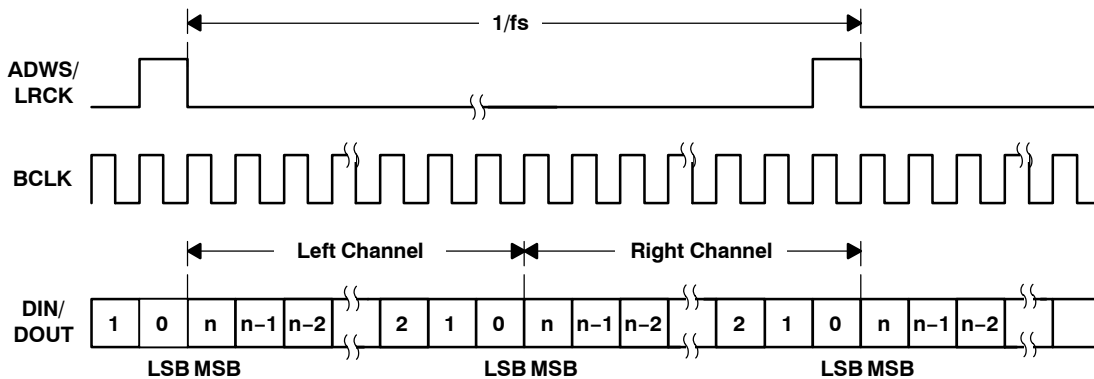 1/fs
ADWS/
LRCK
BCLK
Left Channel Right Channel
DIN/
DOUT
1 0 n n−1 n−2 2 1 0 n n−1 n−2 2 1 0 n n−1 n−2
LSB MSB LSB MSB LSB MSB